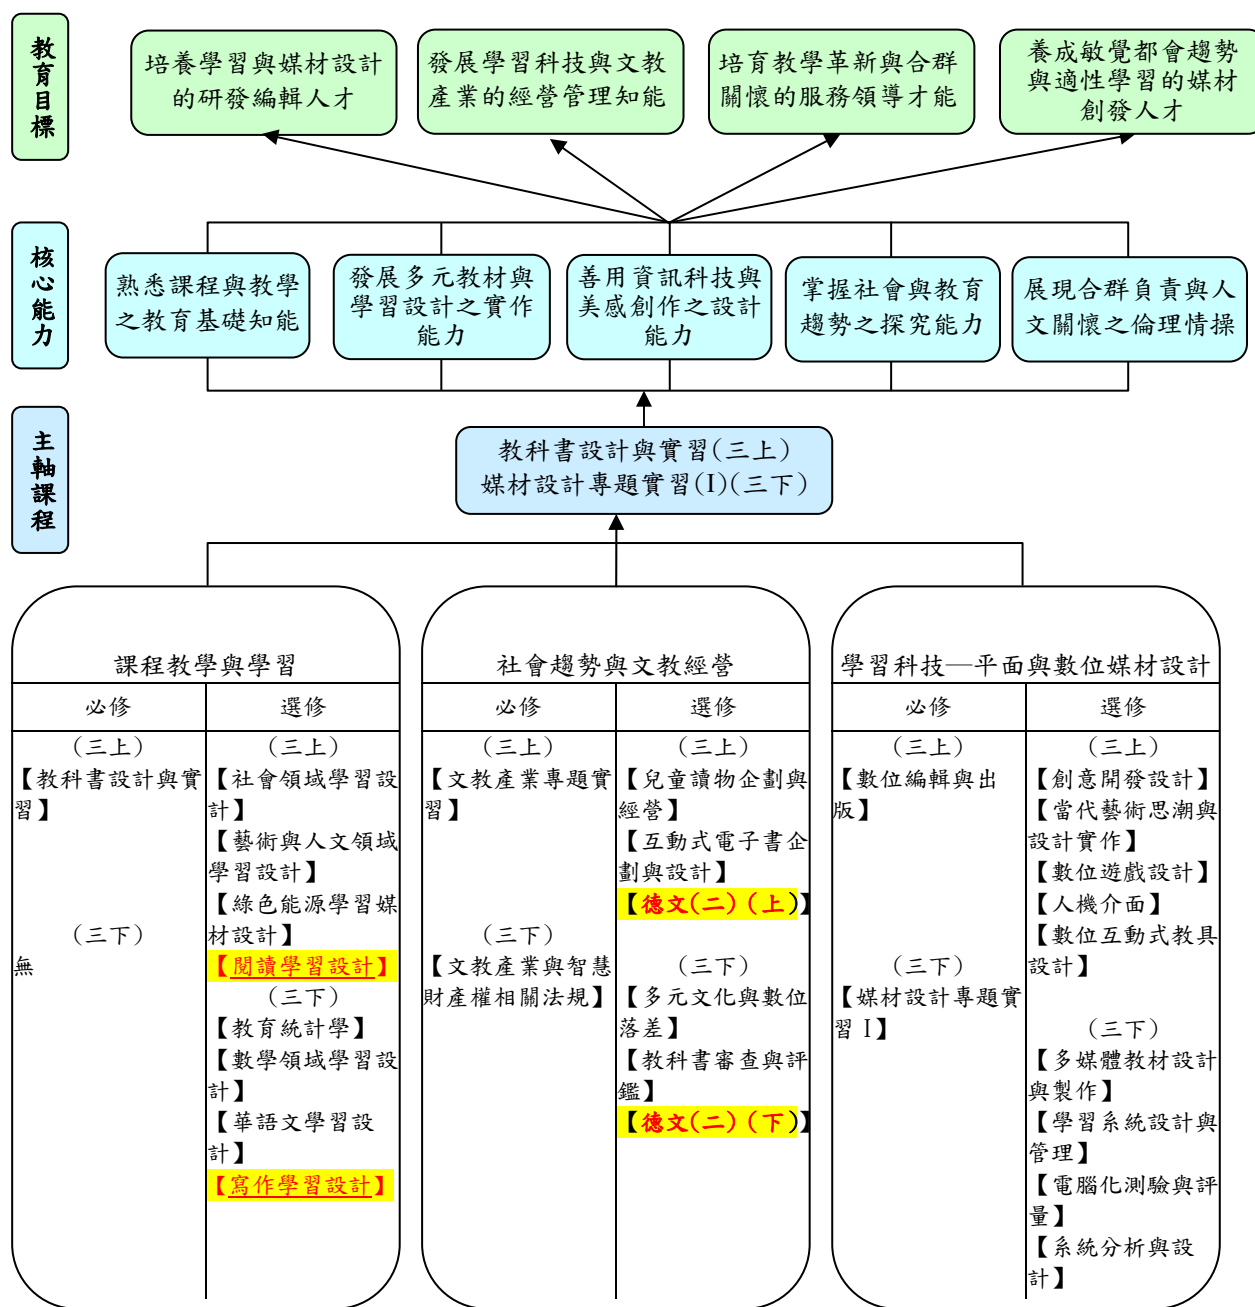 教育目標
培養學習與媒材設計
的研發編輯人才
發展學習科技與文教
產業的經營管理知能
培育教學革新與合群
關懷的服務領導才能
養成敏覺都會趨勢
與適性學習的媒材
創發人才
核心能力
熟悉課程與教學
之教育基礎知能
發展多元教材與
學習設計之實作
能力
善用資訊科技與
美感創作之設計
能力
掌握社會與教育
趨勢之探究能力
展現合群負責與人
文關懷之倫理情操
主軸課程
教科書設計與實習(三上)
媒材設計專題實習(I)(三下)
課程教學與學習
必修
(三上)
【教科書設計與實
習】
(三下)
無
選修
(三上)
【社會領域學習設
計】
【藝術與人文領域
學習設計】
【綠色能源學習媒
材設計】
【閱讀學習設計】
(三下)
【教育統計學】
【數學領域學習設
計】
【華語文學習設
計】
【寫作學習設計】
社會趨勢與文教經營
必修
(三上)
【文教產業專題實
習】
(三下)
【文教產業與智慧
財產權相關法規】
選修
(三上)
【兒童讀物企劃與
經營】
【互動式電子書企
劃與設計】
【德文(二)(上)】
(三下)
【多元文化與數位
落差】
【教科書審查與評
鑑】
【德文(二)(下)】
學習科技—平面與數位媒材設計
必修
(三上)
【數位編輯與出
版】
(三下)
【媒材設計專題實
習 I】
選修
(三上)
【創意開發設計】
【當代藝術思潮與
設計實作】
【數位遊戲設計】
【人機介面】
【數位互動式教具
設計】
(三下)
【多媒體教材設計
與製作】
【學習系統設計與
管理】
【電腦化測驗與評
量】
【系統分析與設
計】